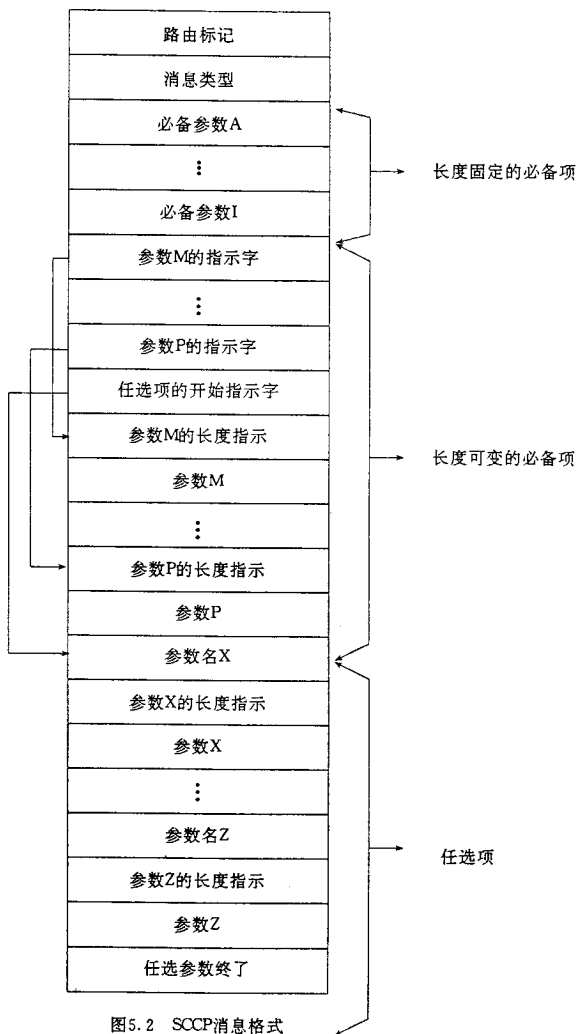 路由标记
消息类型
必备参数A
⋮
必备参数I
长度固定的必备项
参数M的指示字
⋮
参数P的指示字
任选项的开始指示字
参数M的长度指示
参数M
长度可变的必备项
⋮
参数P的长度指示
参数P
参数名X
参数X的长度指示
参数X
⋮
参数名Z
任选项
参数Z的长度指示
参数Z
任选参数终了
图5.2 SCCP消息格式